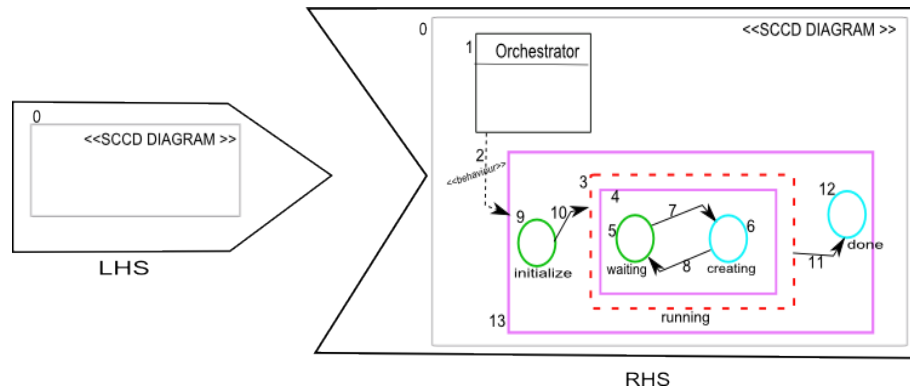 0
<<SCCD DIAGRAM >>
LHS
0
<<SCCD DIAGRAM >>
1
Orchestrator
2
<<behaviour>>
3
4
12
9
10
7
5
6
done
initialize
waiting
8
creating
11
13
running
RHS